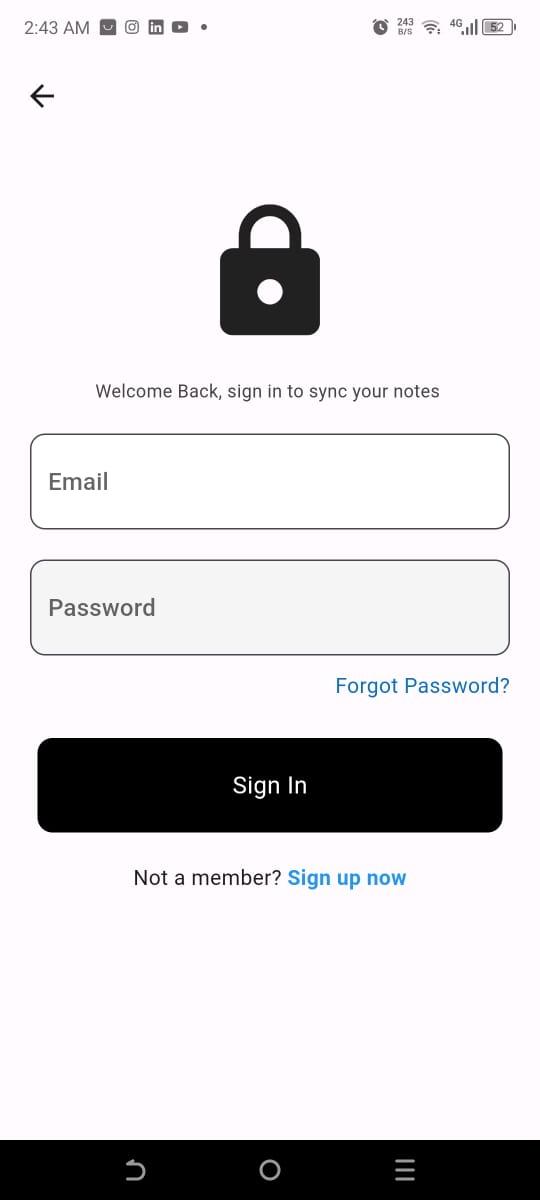 2:43 AM
243
B/S
4G
52
Welcome Back, sign in to sync your notes
Email
Password
Forgot Password?
Sign In
Not a member? Sign up now